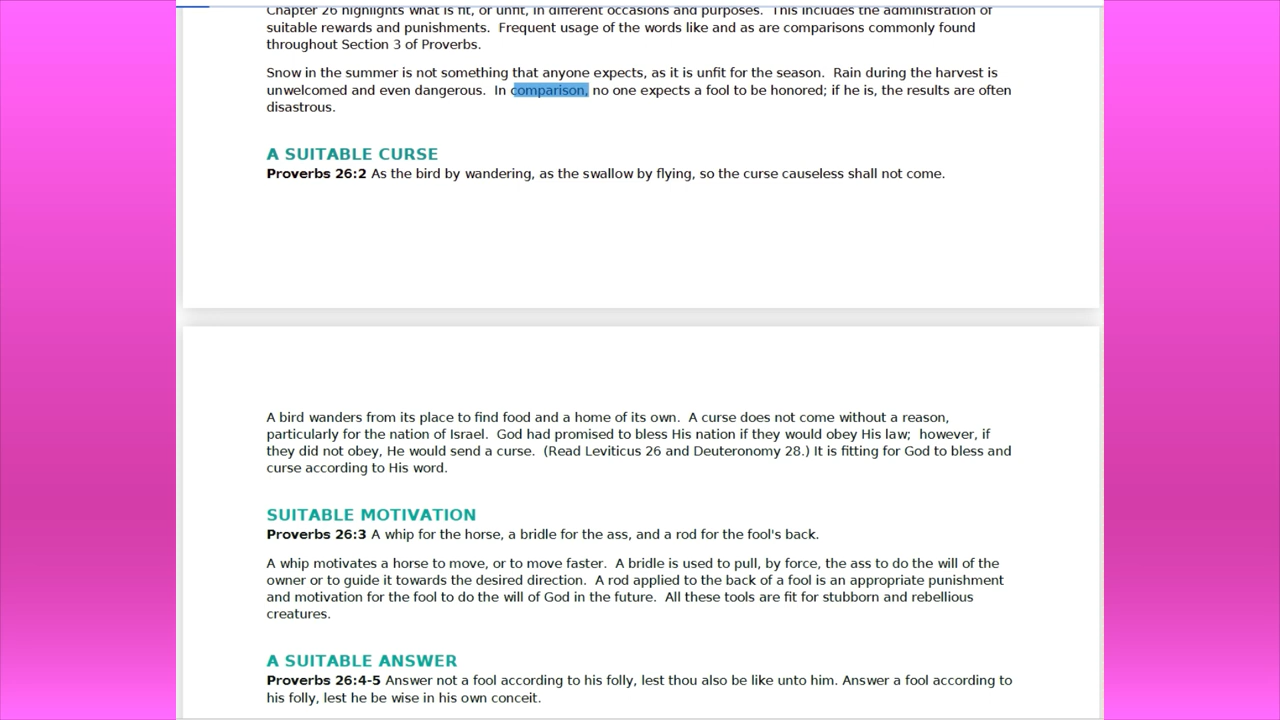 Chapter 26 highlights what is fit, or unfit, in different occasions and purposes.  This includes the administration of
suitable rewards and punishments.  Frequent usage of the words like and as are comparisons commonly found
throughout Section 3 of Proverbs.
Snow in the summer is not something that anyone expects, as it is unfit for the season.  Rain during the harvest is
unwelcomed and even dangerous.  In comparison, no one expects a fool to be honored; if he is, the results are often
disastrous.
A SUITABLE CURSE
Proverbs 26:2 As the bird by wandering, as the swallow by flying, so the curse causeless shall not come.
A bird wanders from its place to find food and a home of its own.  A curse does not come without a reason,
particularly for the nation of Israel.  God had promised to bless His nation if they would obey His law;  however, if
they did not obey, He would send a curse.  (Read Leviticus 26 and Deuteronomy 28.) It is fitting for God to bless and
curse according to His word.
SUITABLE MOTIVATION
Proverbs 26:3 A whip for the horse, a bridle for the ass, and a rod for the fool's back.
A whip motivates a horse to move, or to move faster.  A bridle is used to pull, by force, the ass to do the will of the
owner or to guide it towards the desired direction.  A rod applied to the back of a fool is an appropriate punishment
and motivation for the fool to do the will of God in the future.  All these tools are fit for stubborn and rebellious
creatures.
A SUITABLE ANSWER
Proverbs 26:4-5 Answer not a fool according to his folly, lest thou also be like unto him. Answer a fool according to
his folly, lest he be wise in his own conceit.